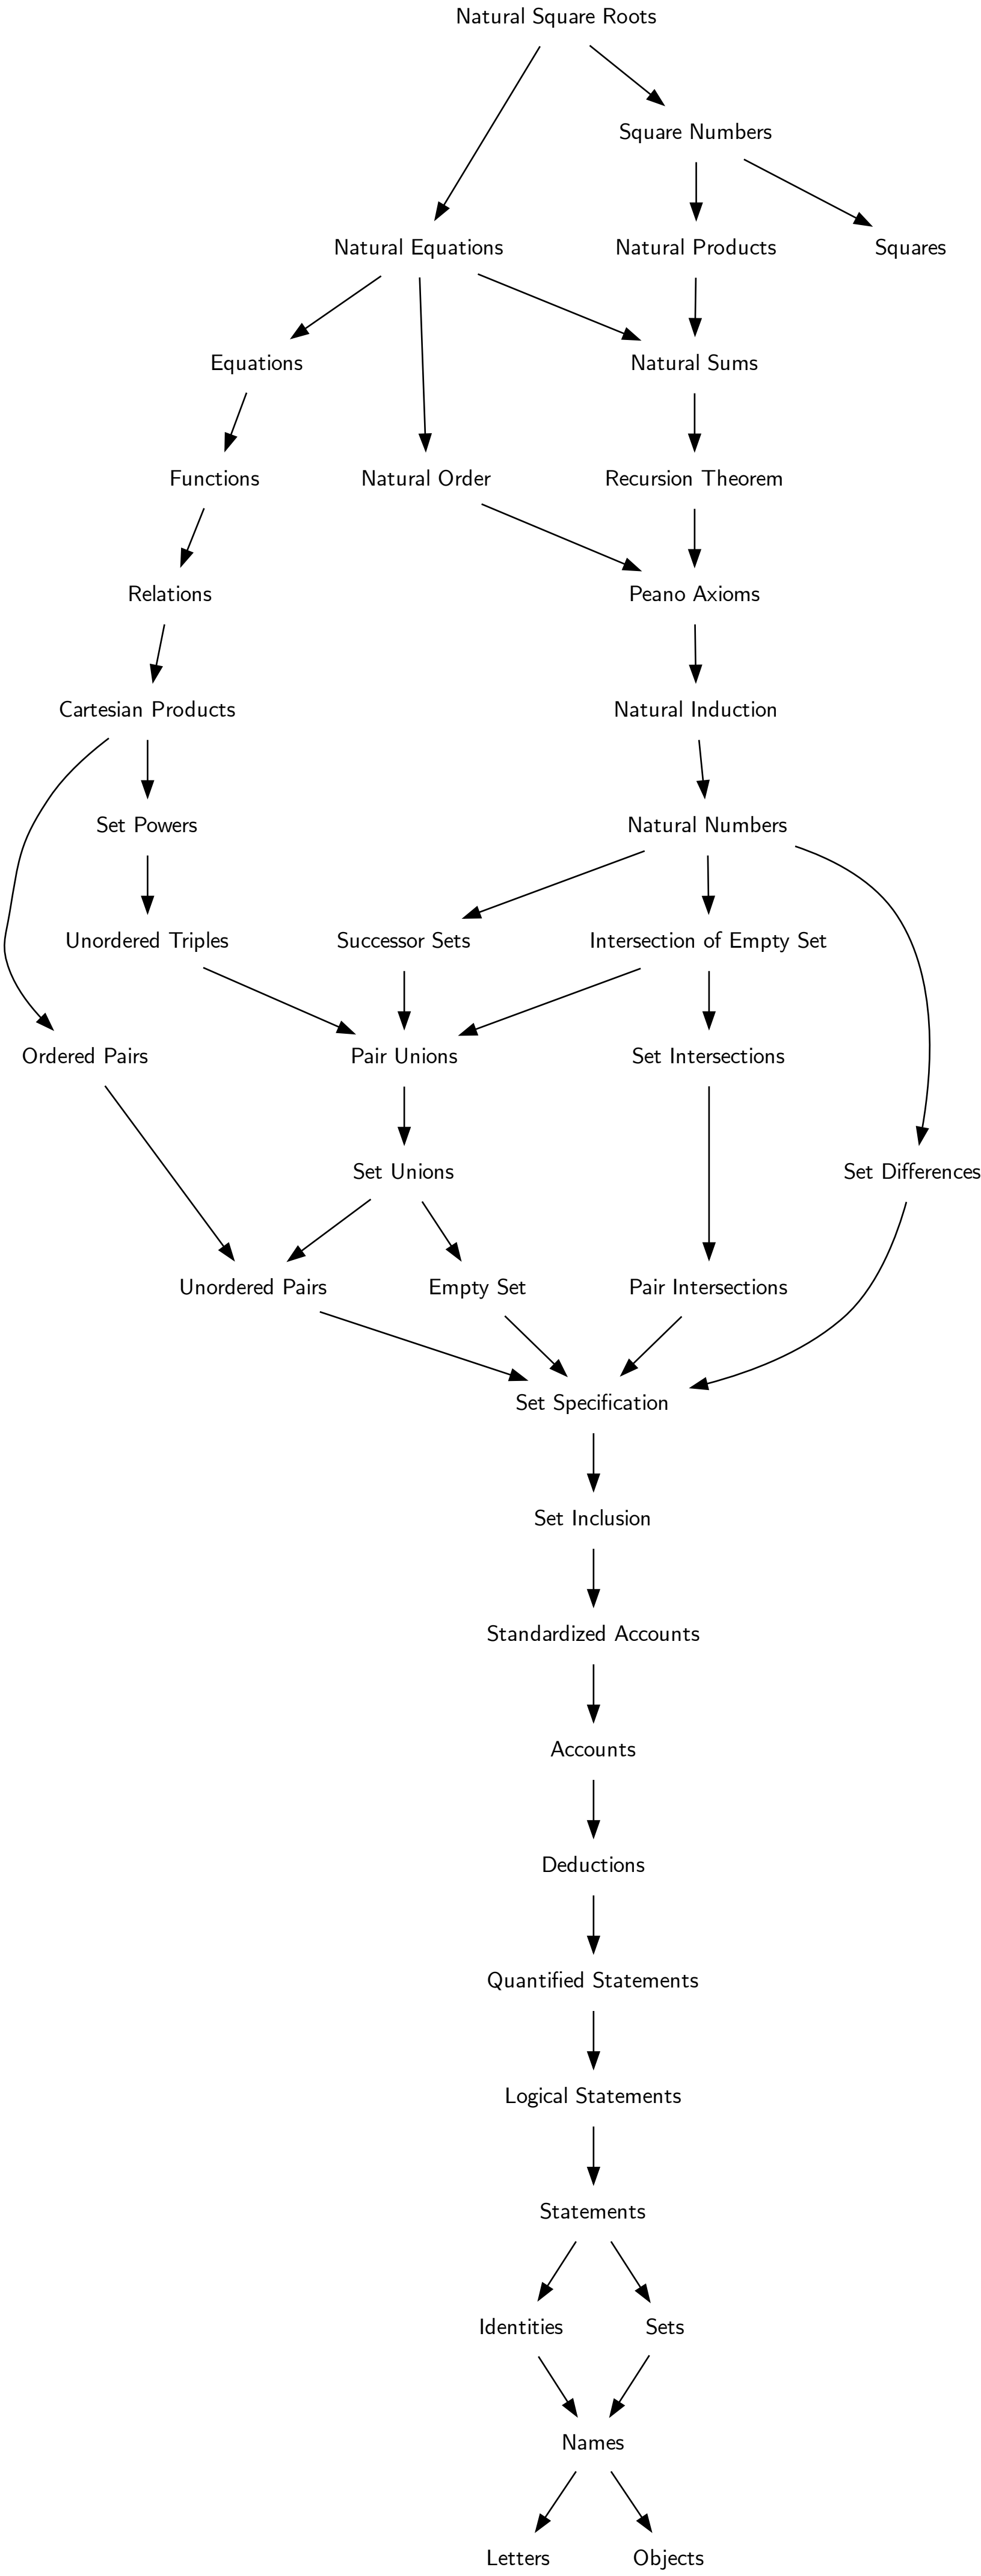 Natural Square Roots
Square Numbers
Natural Equations
Natural Products
Squares
Equations
Natural Sums
Functions
Natural Order
Recursion Theorem
Relations
Peano Axioms
Cartesian Products
Natural Induction
Set Powers
Natural Numbers
Unordered Triples
Successor Sets
Intersection of Empty Set
Ordered Pairs
Pair Unions
Set Intersections
Set Unions
Set Differences
Unordered Pairs
Empty Set
Pair Intersections
Set Specification
Set Inclusion
Standardized Accounts
Accounts
Deductions
Quantified Statements
Logical Statements
Statements
Identities
Sets
Names
Letters
Objects